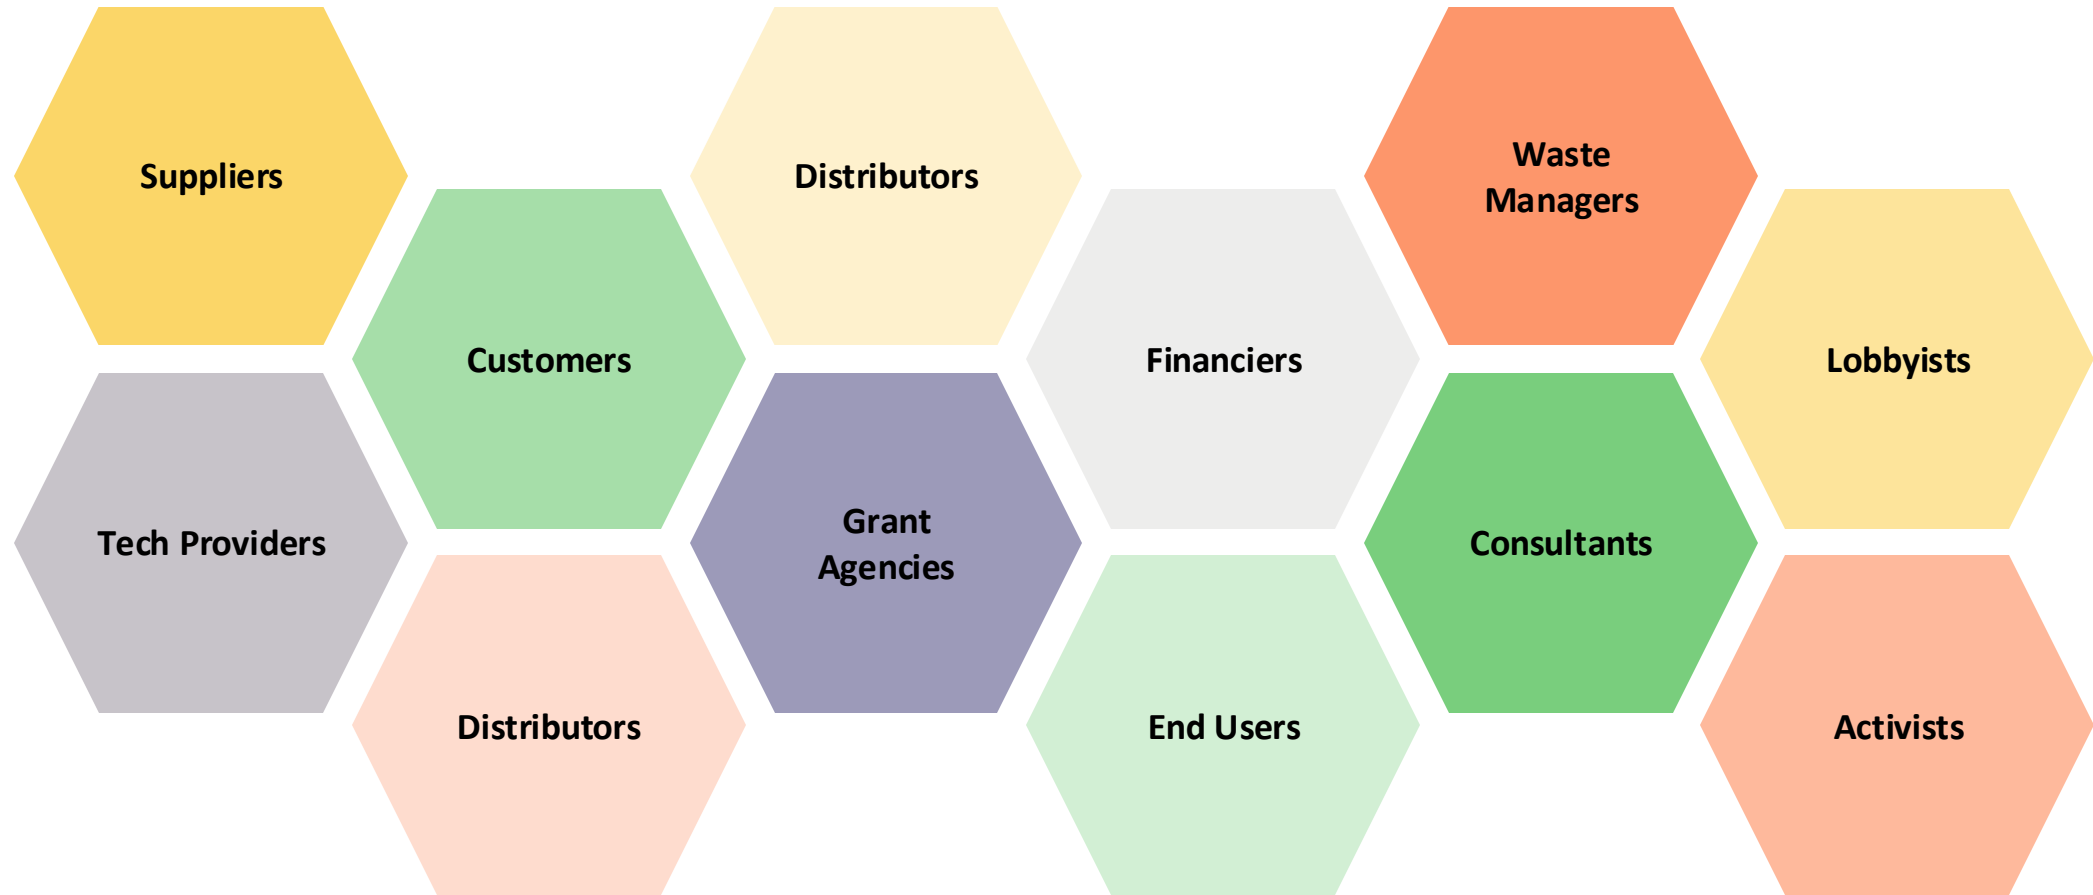 Suppliers
Distributors
Waste
Managers
Customers
Financiers
Lobbyists
Tech Providers
Grant
Agencies
Consultants
Distributors
End Users
Activists